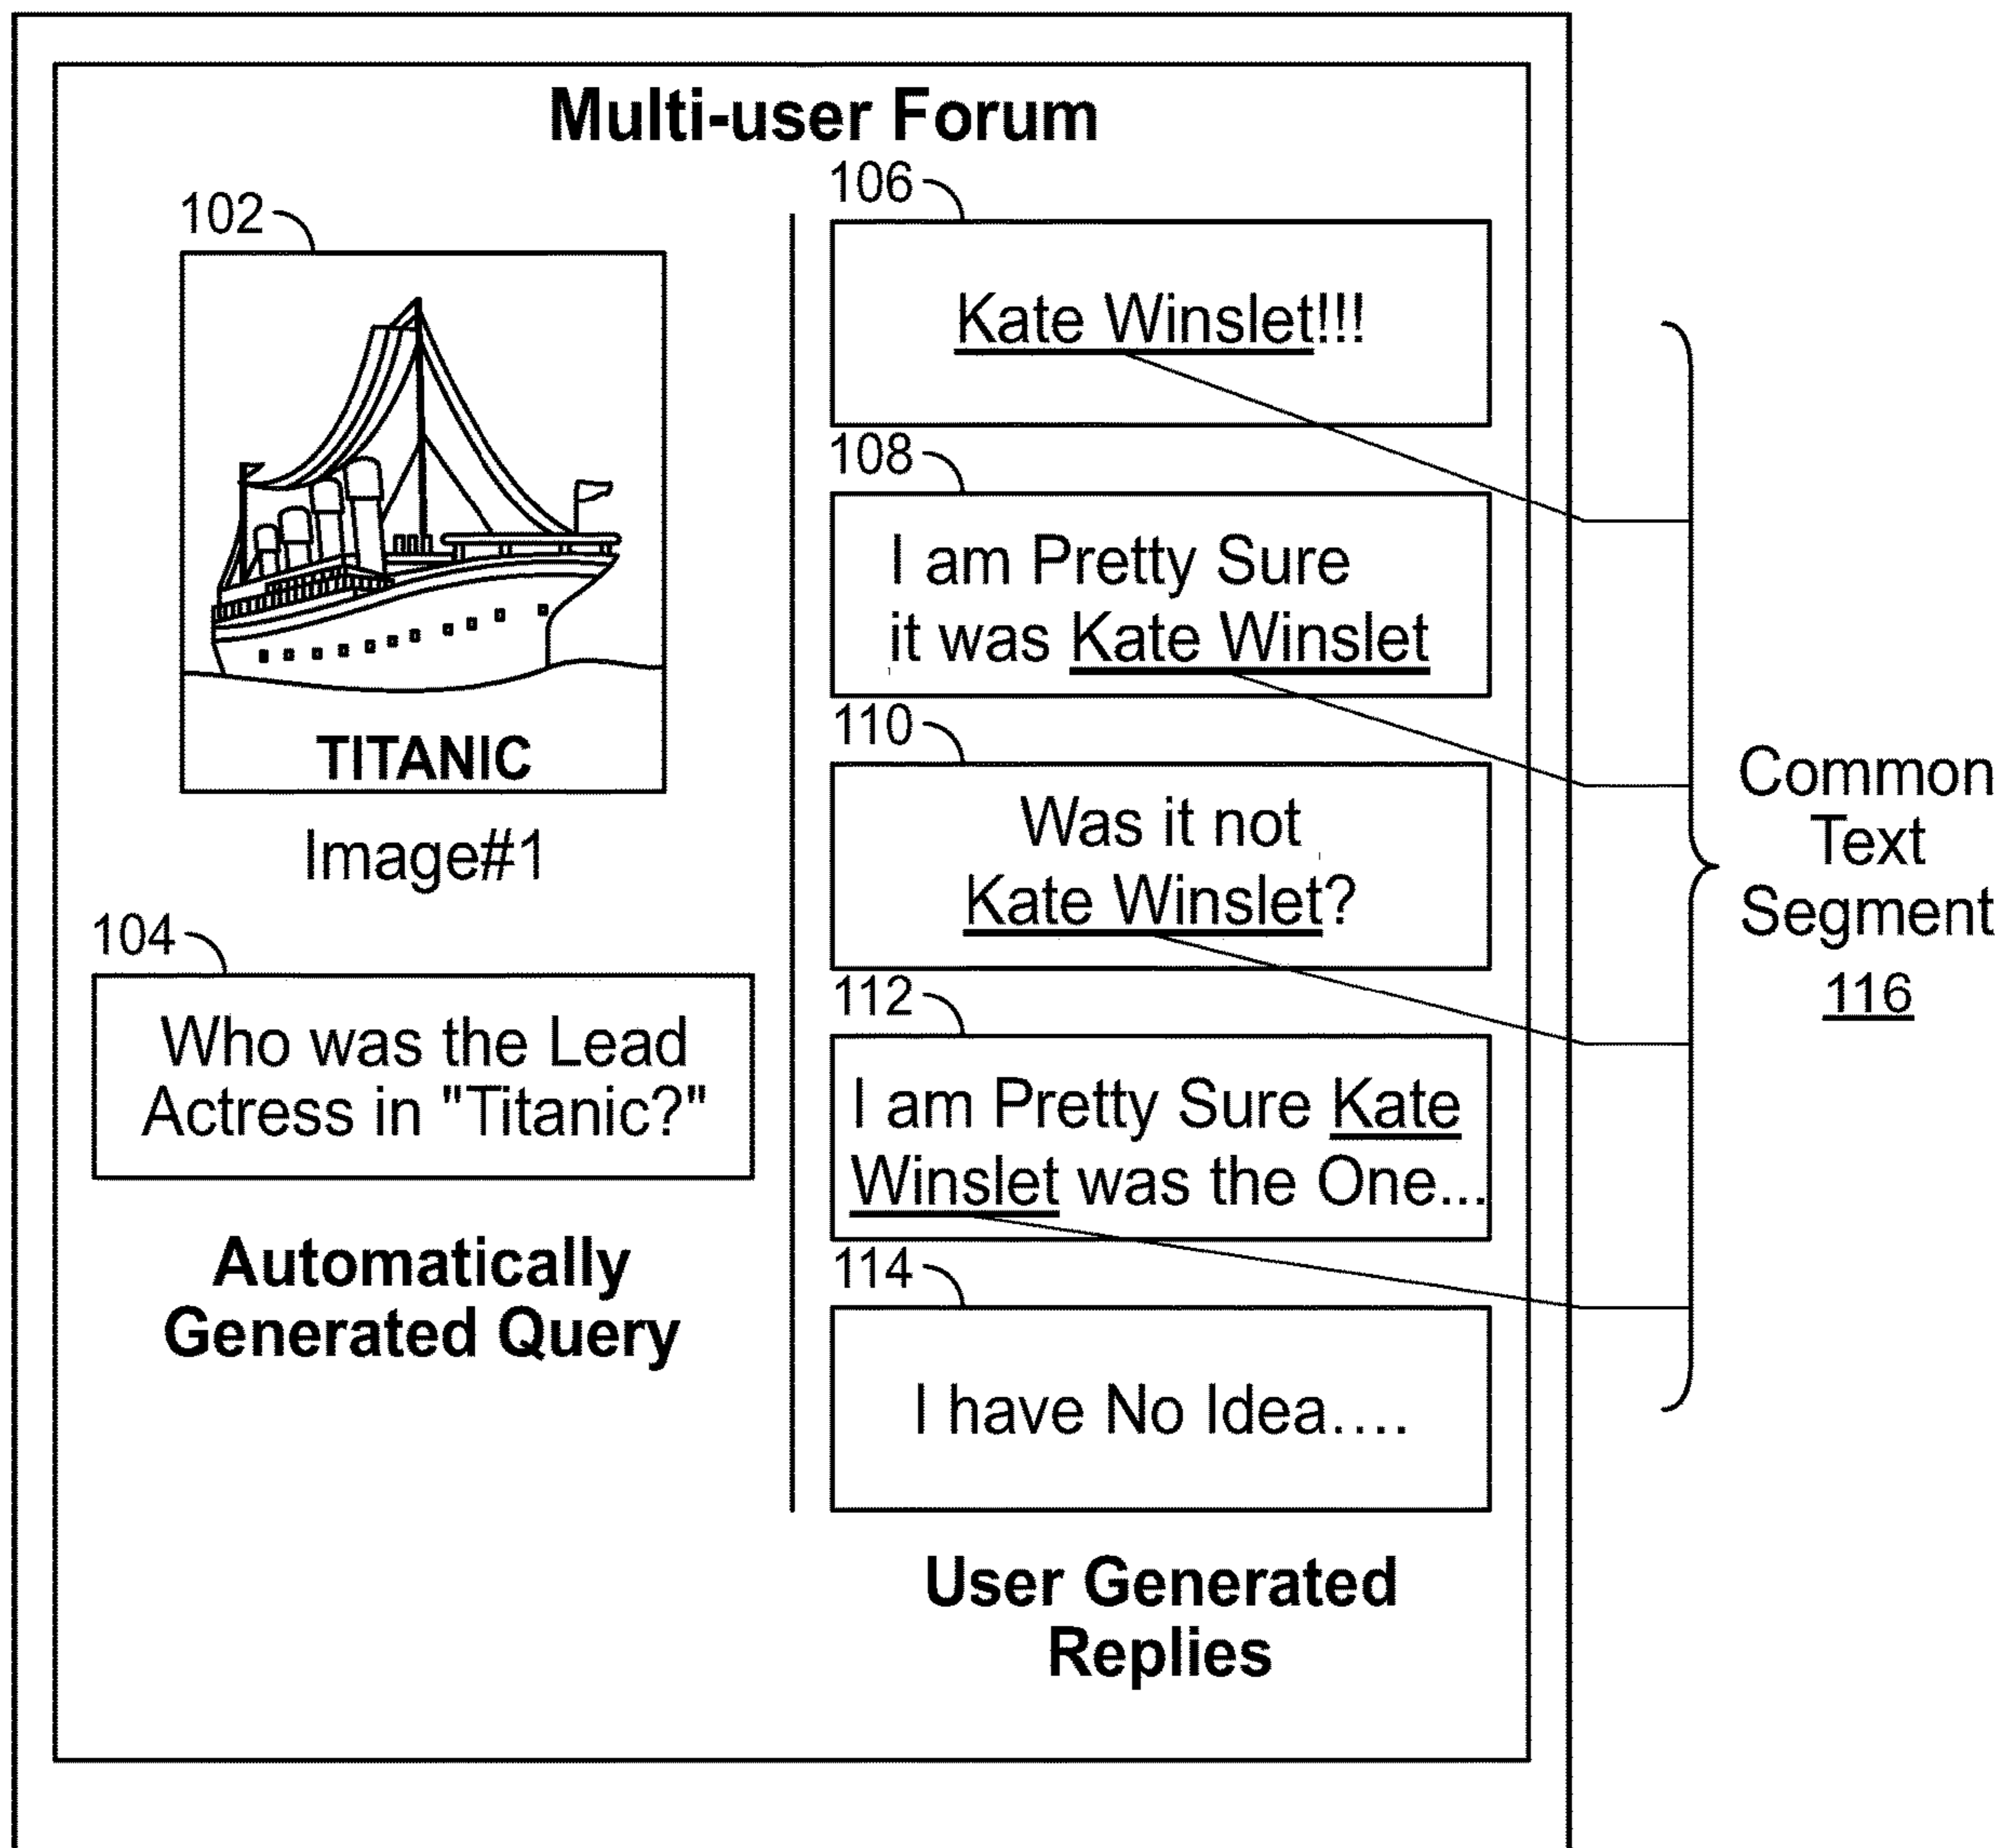 Multi-user Forum
102
TITANIC
Image#1
104
Who was the Lead
Actress in "Titanic?"
Automatically
Generated Query
106
Kate Winslet!!!
108
I am Pretty Sure
it was Kate Winslet
110
Was it not
Kate Winslet?
112
I am Pretty Sure Kate
Winslet was the One...
114
I have No Idea....
User Generated
Replies
Common
Text
Segment
116